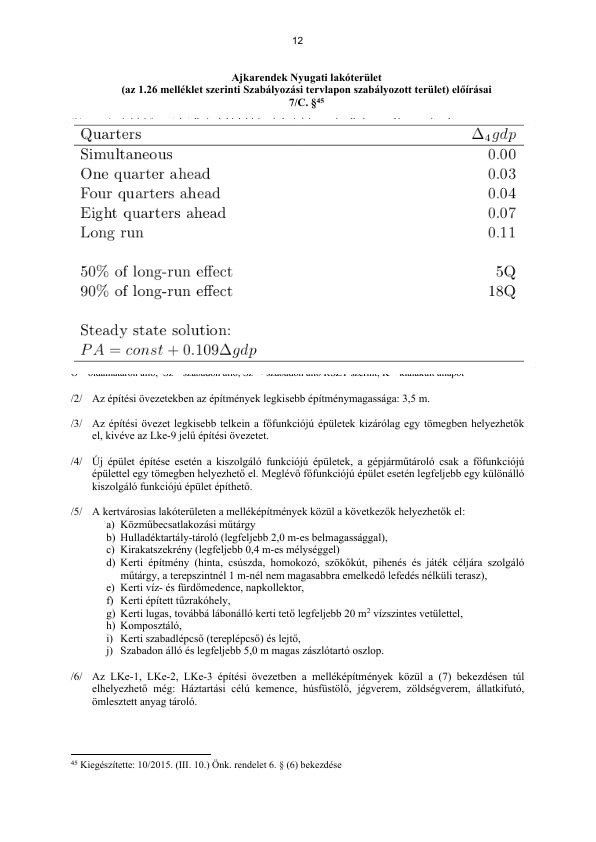 12
Ajkarendek Nyugati lakóterület
(az 1.26 melléklet szerinti Szabályozási tervlapon szabályozott terület) előírásai
7/C. §⁴⁵
Quarters Δ₄gdp
Simultaneous 0.00
One quarter ahead 0.03
Four quarters ahead 0.04
Eight quarters ahead 0.07
Long run 0.11
50% of long-run effect 5Q
90% of long-run effect 18Q
Steady state solution:
PA = const + 0.109Δgdp
/2/ Az építési övezetekben az építmények legkisebb építménymagassága: 3,5 m.
/3/ Az építési övezet legkisebb telkein a főfunkciójú épületek kizárólag egy tömegben helyezhetők
el, kivéve az Lke-9 jelű építési övezetet.
/4/ Új épület építése esetén a kiszolgáló funkciójú épületek, a gépjárműtároló csak a főfunkciójú
épülettel egy tömegben helyezhető el. Meglévő főfunkciójú épület esetén legfeljebb egy különálló
kiszolgáló funkciójú épület építhető.
/5/ A kertvárosias lakóterületen a melléképítmények közül a következők helyezhetők el:
a) Közműbecsatlakozási műtárgy
b) Hulladéktartály-tároló (legfeljebb 2,0 m-es belmagassággal),
c) Kirakatszekrény (legfeljebb 0,4 m-es mélységgel)
d) Kerti építmény (hinta, csúszda, homokozó, szökőkút, pihenés és játék céljára szolgáló
műtárgy, a terepszintnél 1 m-nél nem magasabbra emelkedő lefedés nélküli terasz),
e) Kerti víz- és fürdőmedence, napkollektor,
f) Kerti épített tűzrakóhely,
g) Kerti lugas, továbbá lábonálló kerti tető legfeljebb 20 m² vízszintes vetülettel,
h) Komposztáló,
i) Kerti szabadlépcső (tereplépcső) és lejtő,
j) Szabadon álló és legfeljebb 5,0 m magas zászlótartó oszlop.
/6/ Az LKe-1, LKe-2, LKe-3 építési övezetben a melléképítmények közül a (7) bekezdésen túl
elhelyezhető még: Háztartási célú kemence, húsfüstölő, jégverem, zöldségverem, állatkifutó,
ömlesztett anyag tároló.
⁴⁵ Kiegészítette: 10/2015. (III. 10.) Önk. rendelet 6. § (6) bekezdése